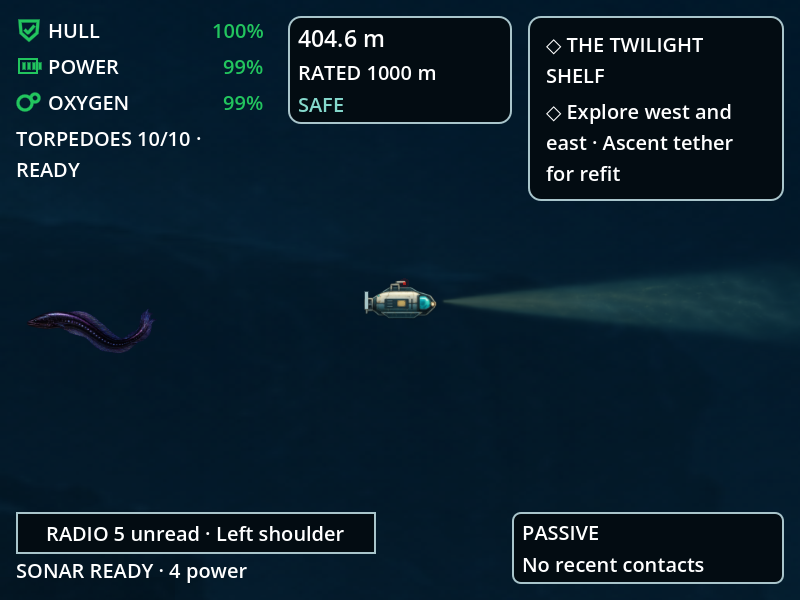 HULL 100%
POWER 99%
OXYGEN 99%
TORPEDOES 10/10 ·
READY
404.6 m
RATED 1000 m
SAFE
◇ THE TWILIGHT
SHELF
◇ Explore west and
east · Ascent tether
for refit
RADIO 5 unread · Left shoulder
SONAR READY · 4 power
PASSIVE
No recent contacts